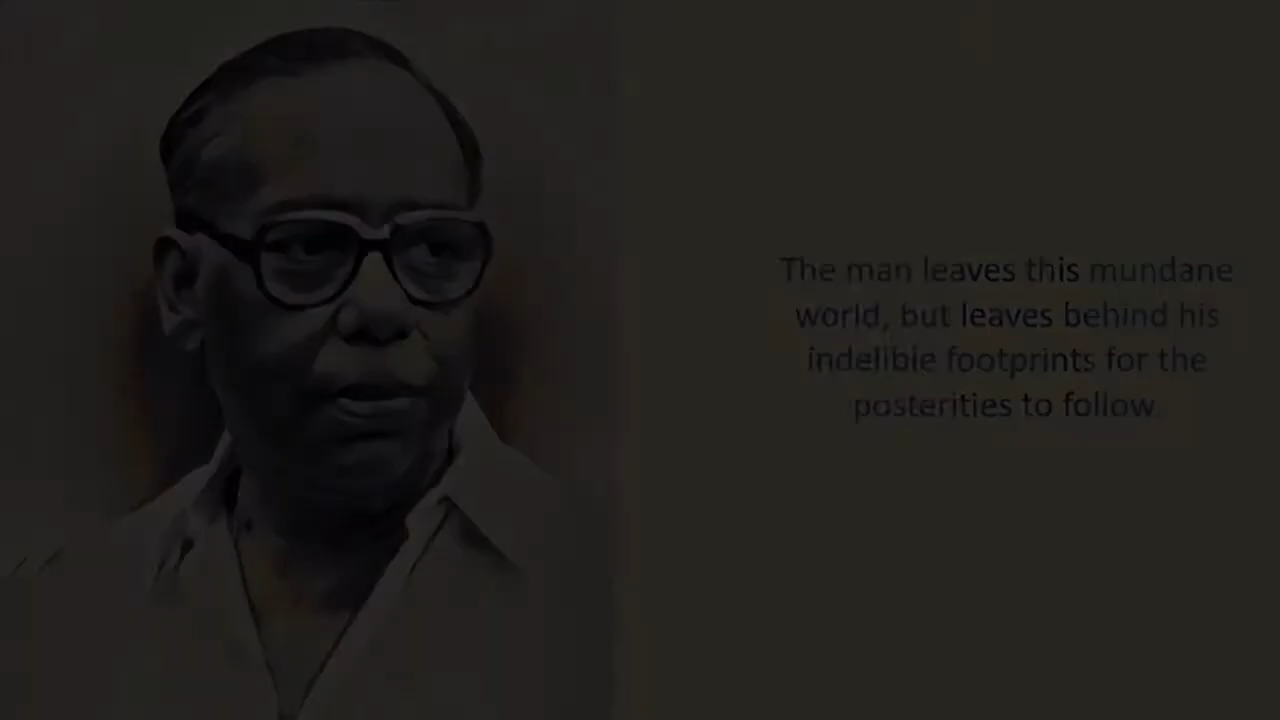 The man leaves this mundane
world, but leaves behind his
indelible footprints for the
posterities to follow.